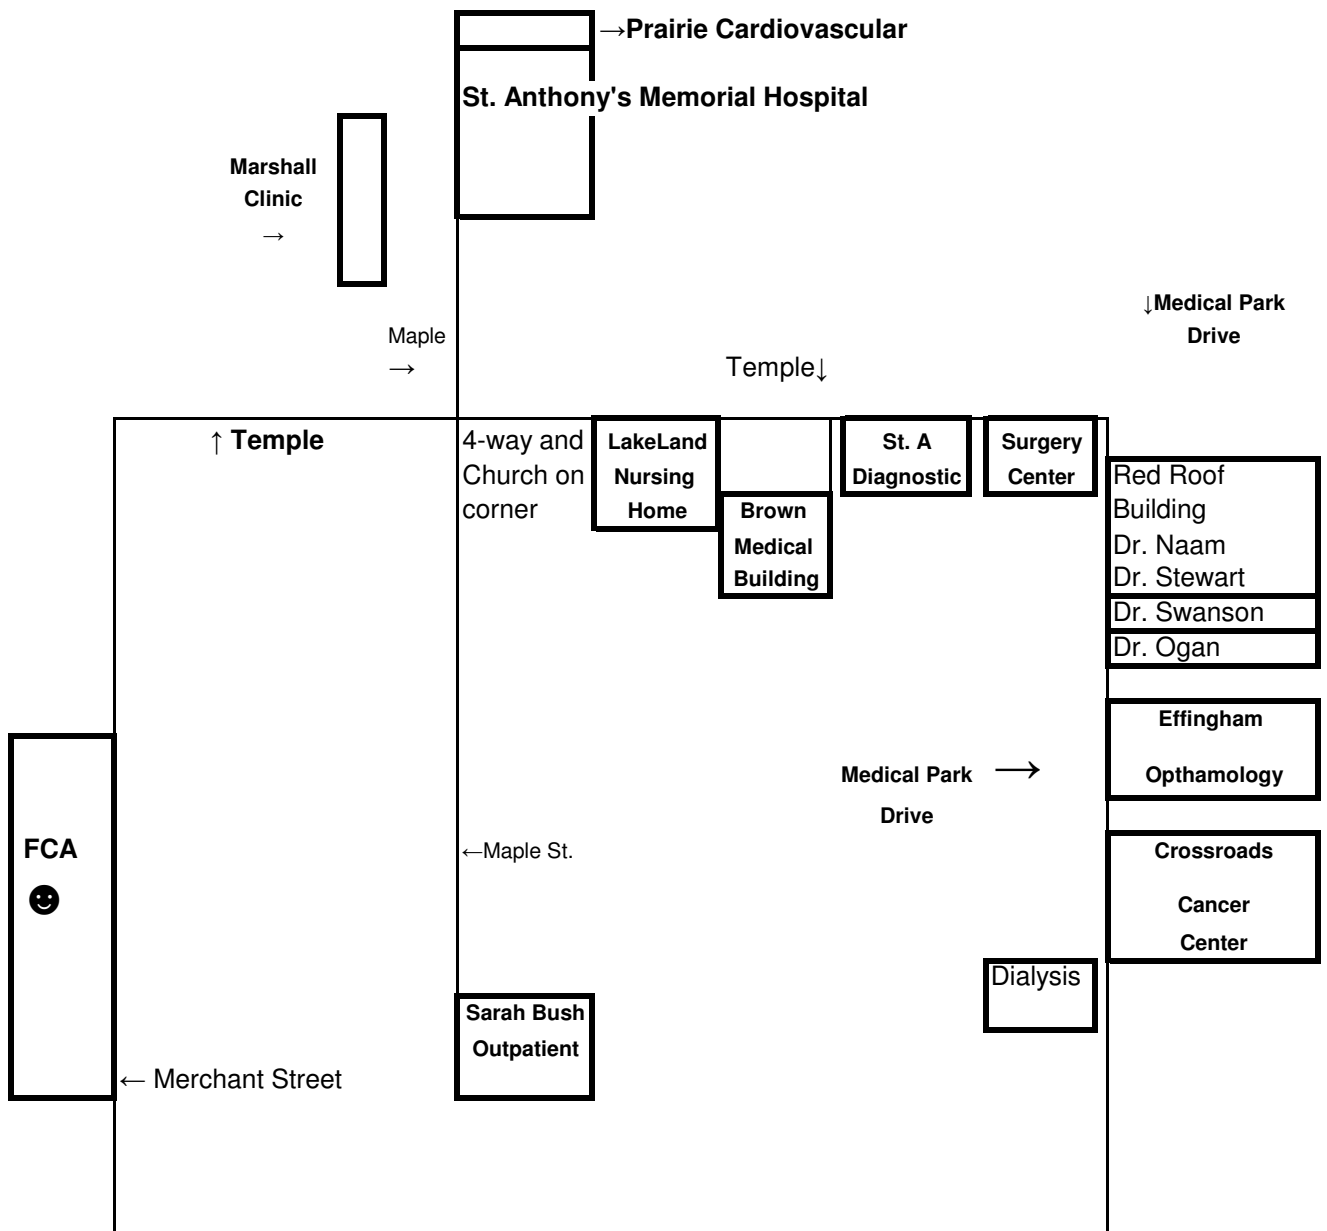 →Prairie Cardiovascular
St. Anthony's Memorial Hospital
Marshall
Clinic
→
↓Medical Park
Drive
Maple
→
Temple↓
↑ Temple
4-way and
Church on
corner
LakeLand
Nursing
Home
Brown
Medical
Building
St. A
Diagnostic
Surgery
Center
Red Roof
Building
Dr. Naam
Dr. Stewart
Dr. Swanson
Dr. Ogan
Effingham
Opthamology
Medical Park →
Drive
FCA
☻
←Maple St.
Crossroads
Cancer
Center
Dialysis
Sarah Bush
Outpatient
← Merchant Street